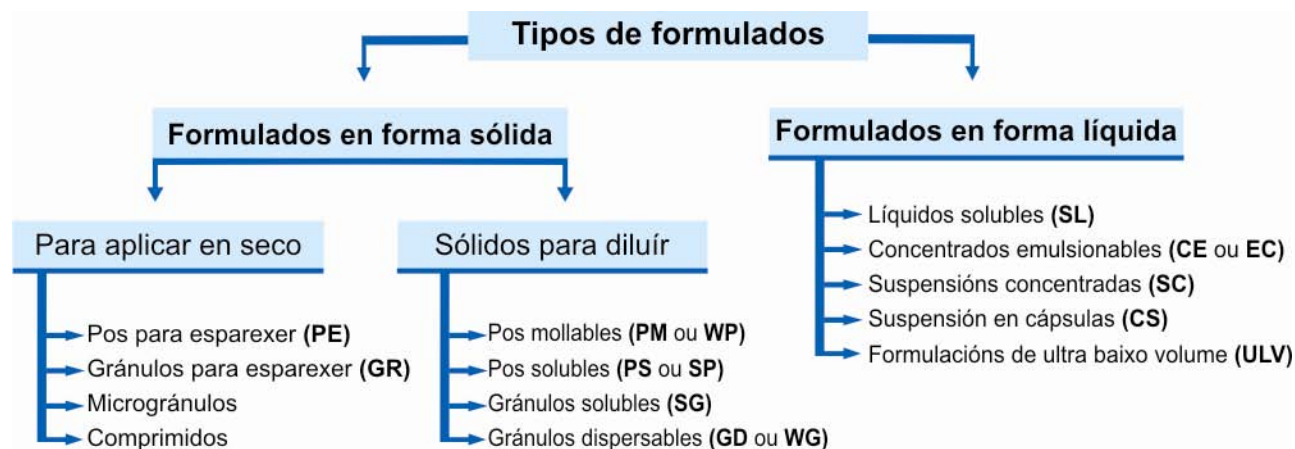 Tipos de formulados
Formulados en forma sólida
Para aplicar en seco
Pos para esparexer (PE)
Gránulos para esparexer (GR)
Microgránulos
Comprimidos
Sólidos para diluír
Pos mollables (PM ou WP)
Pos solubles (PS ou SP)
Gránulos solubles (SG)
Gránulos dispersables (GD ou WG)
Formulados en forma líquida
Líquidos solubles (SL)
Concentrados emulsionables (CE ou EC)
Suspensións concentradas (SC)
Suspensión en cápsulas (CS)
Formulacións de ultra baixo volume (ULV)